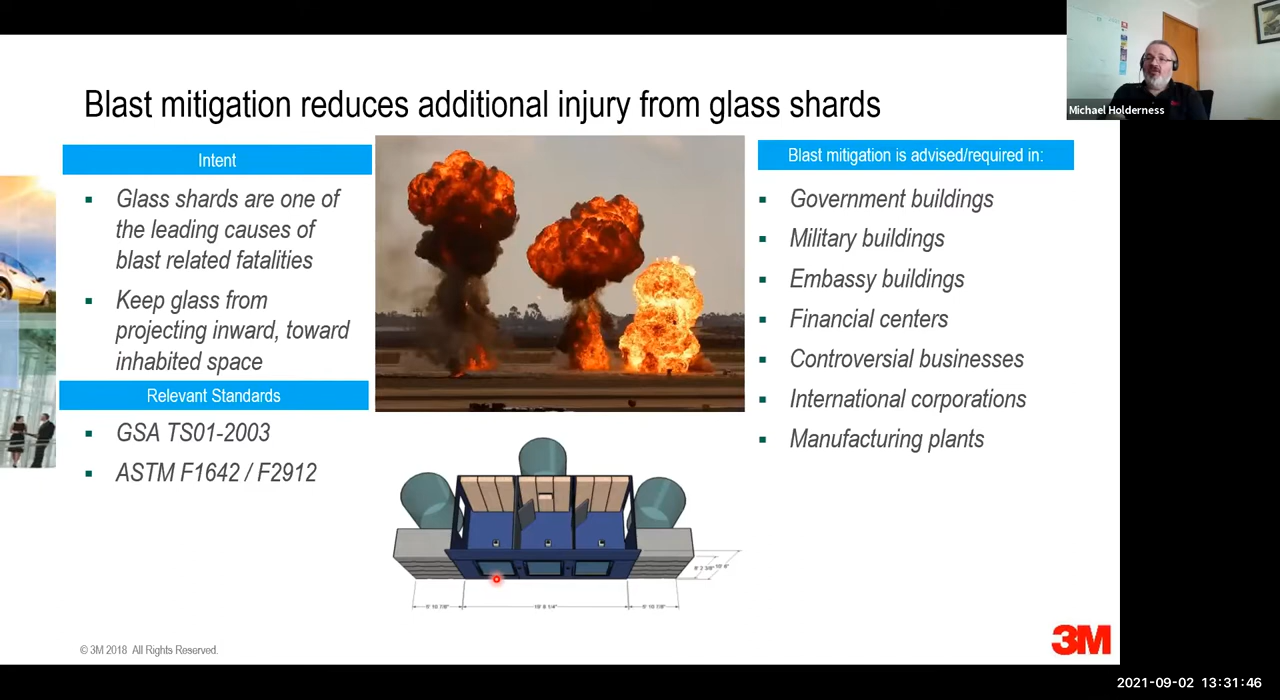 Michael Holderness
Blast mitigation reduces additional injury from glass shards
Intent
Glass shards are one of
the leading causes of
blast related fatalities
Keep glass from
projecting inward, toward
inhabited space
Relevant Standards
GSA TS01-2003
ASTM F1642 / F2912
Blast mitigation is advised/required in:
Government buildings
Military buildings
Embassy buildings
Financial centers
Controversial businesses
International corporations
Manufacturing plants
© 3M 2018 All Rights Reserved.
3M
2021-09-02 13:31:46